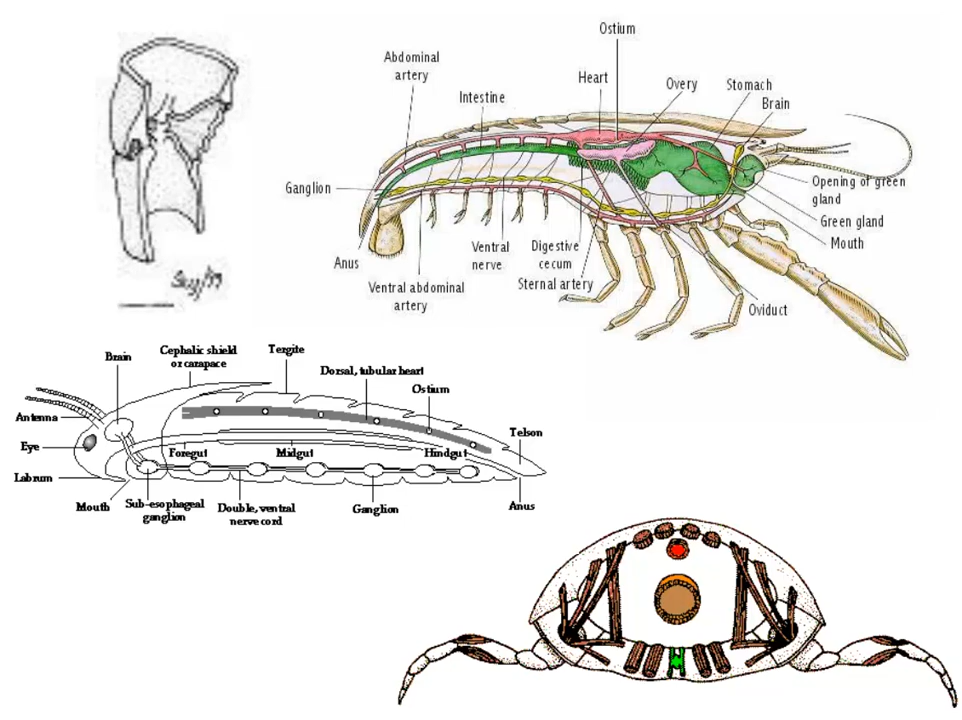 Ostium
Abdominal
artery
Heart
Overy
Stomach
Intestine
Brain
Ganglion
Opening of green
gland
Green gland
Mouth
Anus
Ventral
nerve
Digestive
cecum
Sternal artery
Ventral abdominal
artery
Oviduct
Brain
Cephalic shield
or carapace
Tergite
Dorsal, tubular heart
Ostium
Antenna
Eye
Telson
Foregut
Midgut
Hindgut
Labrum
Mouth
Sub-esophageal
ganglion
Double, ventral
nerve cord
Ganglion
Anus